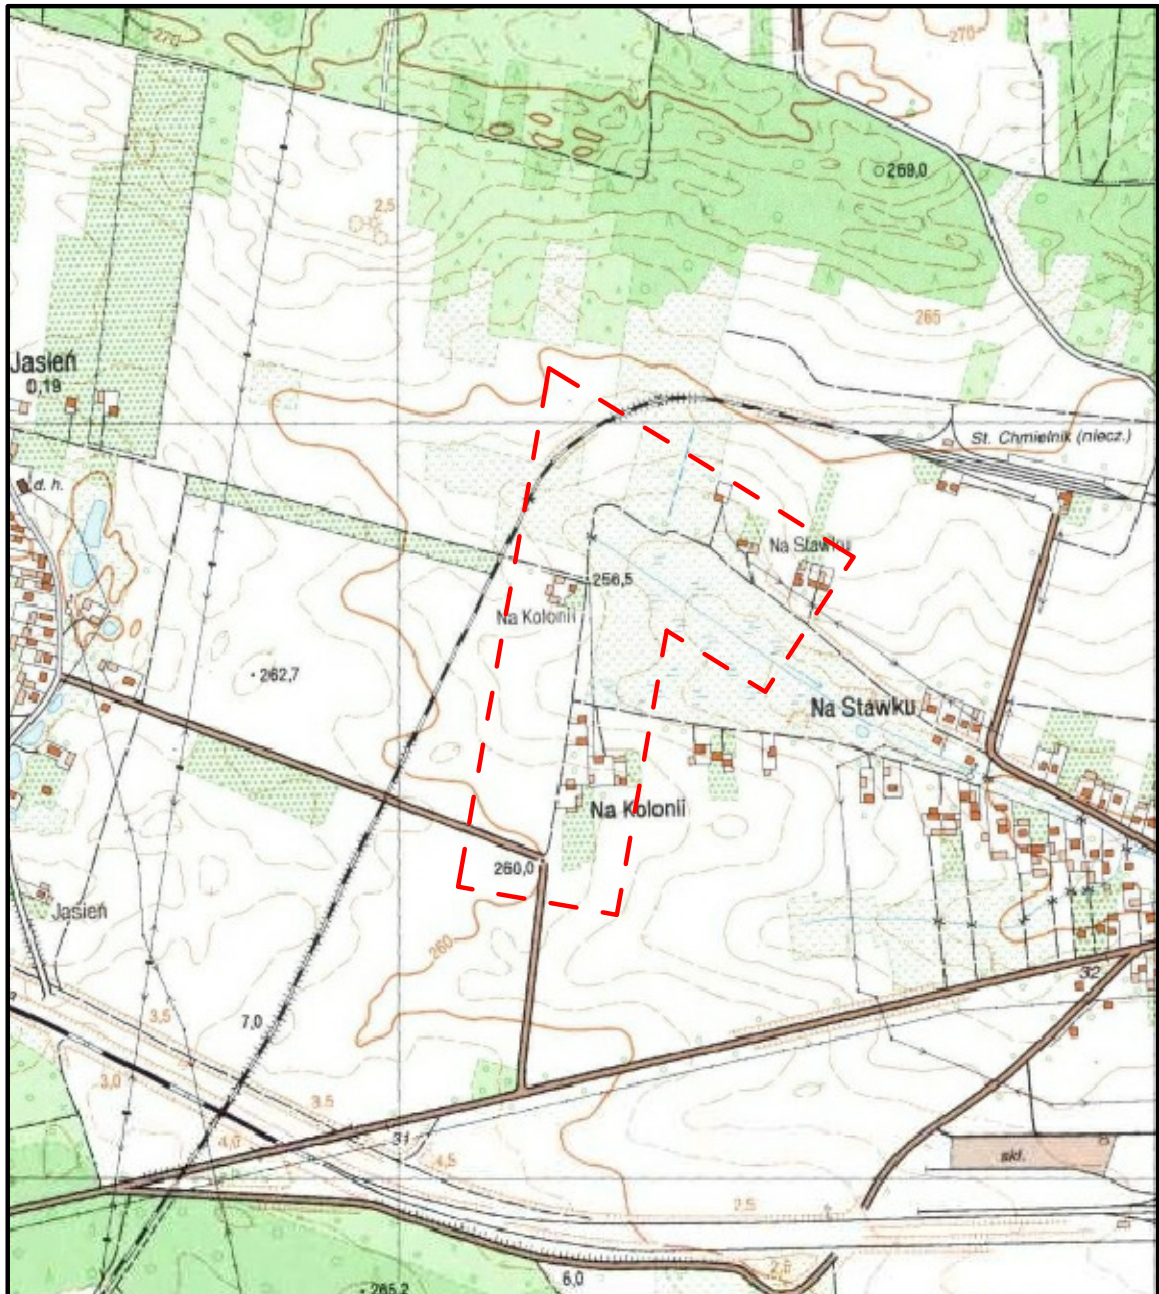 270
270
269,0
2,5
265
Jasień
0,19
St. Chmielnik (niecz.)
d. h.
Na Stawku
256,5
Na Kolonii
262,7
Na Stawku
Na Kolonii
260,0
Jasień
260
32
3,5
7,0
3,0
3,5
4,0
31
4,5
skł.
2,5
6,0
2,5
265,2